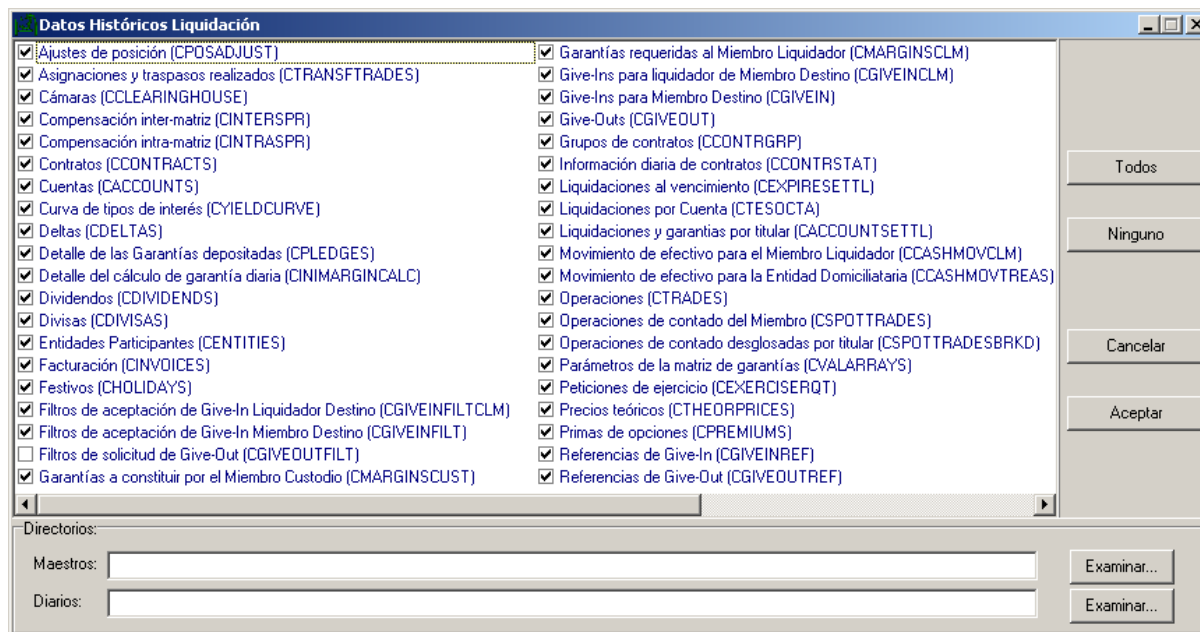 Datos Históricos Liquidación
Ajustes de posición (CPOSADJUST)
Asignaciones y traspasos realizados (CTRANSFTRADES)
Cámaras (CCLEARINGHOUSE)
Compensación inter-matriz (CINTERSPR)
Compensación intra-matriz (CINTRASPR)
Contratos (CCONTRACTS)
Cuentas (CACCOUNTS)
Curva de tipos de interés (CYIELDCURVE)
Deltas (CDELTAS)
Detalle de las Garantías depositadas (CPLEDGES)
Detalle del cálculo de garantía diaria (CINIMARGINCALC)
Dividendos (CDIVIDENDS)
Divisas (CDIVISAS)
Entidades Participantes (CENTITIES)
Facturación (CINVOICES)
Festivos (CHOLIDAYS)
Filtros de aceptación de Give-In Liquidador Destino (CGIVEINFILTCLM)
Filtros de aceptación de Give-In Miembro Destino (CGIVEINFILT)
Filtros de solicitud de Give-Out (CGIVEOUTFILT)
Garantías a constituir por el Miembro Custodio (CMARGINSCUST)
Garantías requeridas al Miembro Liquidador (CMARGINSCLM)
Give-Ins para liquidador de Miembro Destino (CGIVEINCLM)
Give-Ins para Miembro Destino (CGIVEIN)
Give-Outs (CGIVEOUT)
Grupos de contratos (CCONTRGRP)
Información diaria de contratos (CCONTRSTAT)
Liquidaciones al vencimiento (CEXPIRESETTL)
Liquidaciones por Cuenta (CTESOCTA)
Liquidaciones y garantias por titular (CACCOUNTSETTL)
Movimiento de efectivo para el Miembro Liquidador (CCASHMOVCLM)
Movimiento de efectivo para la Entidad Domiciliataria (CCASHMOVTREAS)
Operaciones (CTRADES)
Operaciones de contado del Miembro (CSPOTTRADES)
Operaciones de contado desglosadas por titular (CSPOTTRADESBRKD)
Parámetros de la matriz de garantías (CVALARRAYS)
Peticiones de ejercicio (CEXERCISERQT)
Precios teóricos (CTHEORPRICES)
Primas de opciones (CPREMIUMS)
Referencias de Give-In (CGIVEINREF)
Referencias de Give-Out (CGIVEOUTREF)
Todos
Ninguno
Cancelar
Aceptar
Directorios:
Maestros:
Examinar...
Diarios:
Examinar...